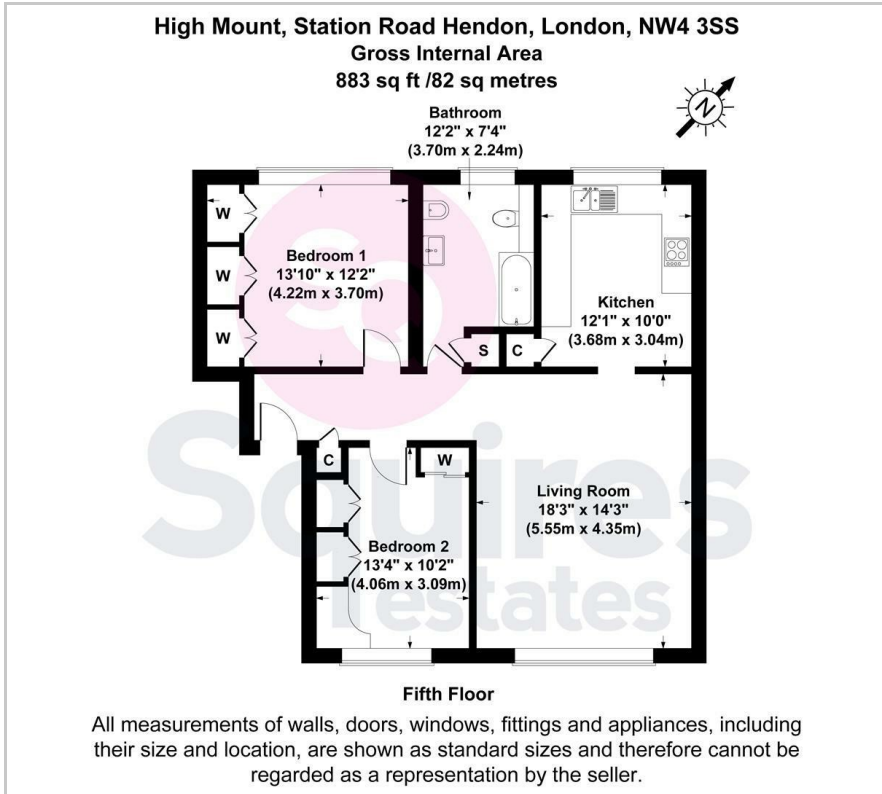 High Mount, Station Road Hendon, London, NW4 3SS
Gross Internal Area
883 sq ft /82 sq metres
N
Bathroom
12'2" x 7'4"
(3.70m x 2.24m)
W
W
W
Bedroom 1
13'10" x 12'2"
(4.22m x 3.70m)
Kitchen
12'1" x 10'0"
(3.68m x 3.04m)
S
C
C
W
Living Room
18'3" x 14'3"
(5.55m x 4.35m)
Bedroom 2
13'4" x 10'2"
(4.06m x 3.09m)
SQ
Squires
estates
Fifth Floor
All measurements of walls, doors, windows, fittings and appliances, including
their size and location, are shown as standard sizes and therefore cannot be
regarded as a representation by the seller.